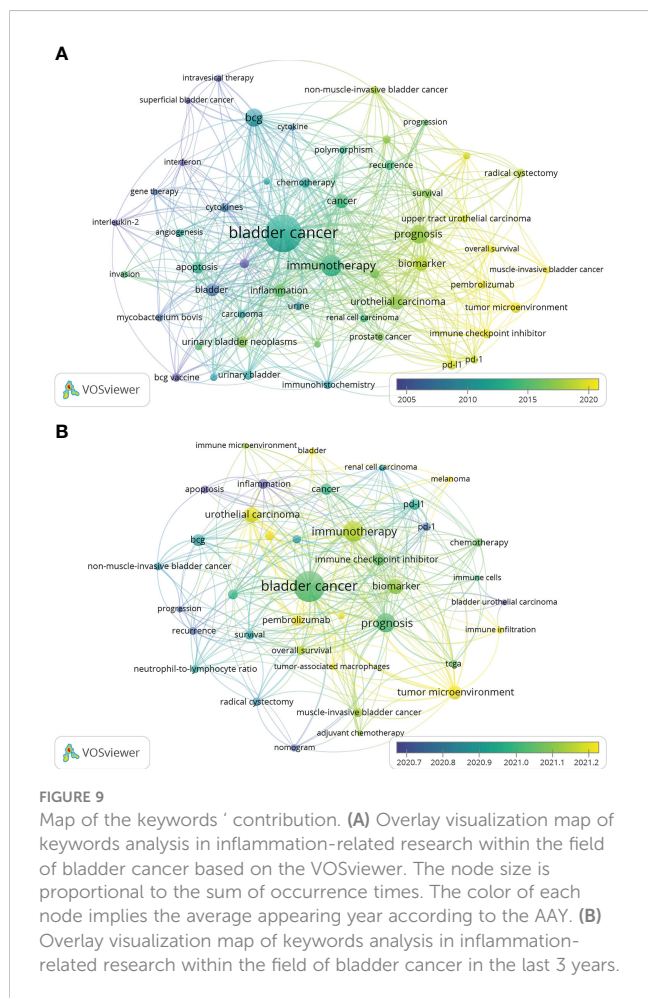 A
intravesical therapy
non-muscle-invasive bladder cancer
superficial bladder cancer
bcg
cytokine
progression
polymorphism
interferon
recurrence
radical cystectomy
chemotherapy
gene therapy
survival
cancer
cytokines
upper tract urothelial carcinoma
interleukin-2
angiogenesis
bladder cancer
prognosis
overall survival
invasion
apoptosis
immunotherapy
biomarker
muscle-invasive bladder cancer
pembrolizumab
bladder
inflammation
urothelial carcinoma
tumor microenvironment
urine
mycobacterium bovis
carcinoma
renal cell carcinoma
immune checkpoint inhibitor
prostate cancer
urinary bladder neoplasms
pd-1
pd-l1
bcg vaccine
urinary bladder
immunohistochemistry
VOSviewer
2005 2010 2015 2020
B
immune microenvironment
bladder
renal cell carcinoma
melanoma
apoptosis
inflammation
cancer
pd-l1
urothelial carcinoma
immunotherapy
pd-1
bcg
chemotherapy
immune checkpoint inhibitor
non-muscle-invasive bladder cancer
immune cells
bladder cancer
biomarker
bladder urothelial carcinoma
progression
pembrolizumab
prognosis
recurrence
survival
immune infiltration
overall survival
neutrophil-to-lymphocyte ratio
tumor-associated macrophages
tcga
tumor microenvironment
radical cystectomy
muscle-invasive bladder cancer
adjuvant chemotherapy
nomogram
VOSviewer
2020.7 2020.8 2020.9 2021.0 2021.1 2021.2
FIGURE 9
Map of the keywords ‘ contribution. (A) Overlay visualization map of
keywords analysis in inflammation-related research within the field
of bladder cancer based on the VOSviewer. The node size is
proportional to the sum of occurrence times. The color of each
node implies the average appearing year according to the AAY. (B)
Overlay visualization map of keywords analysis in inflammation-
related research within the field of bladder cancer in the last 3 years.